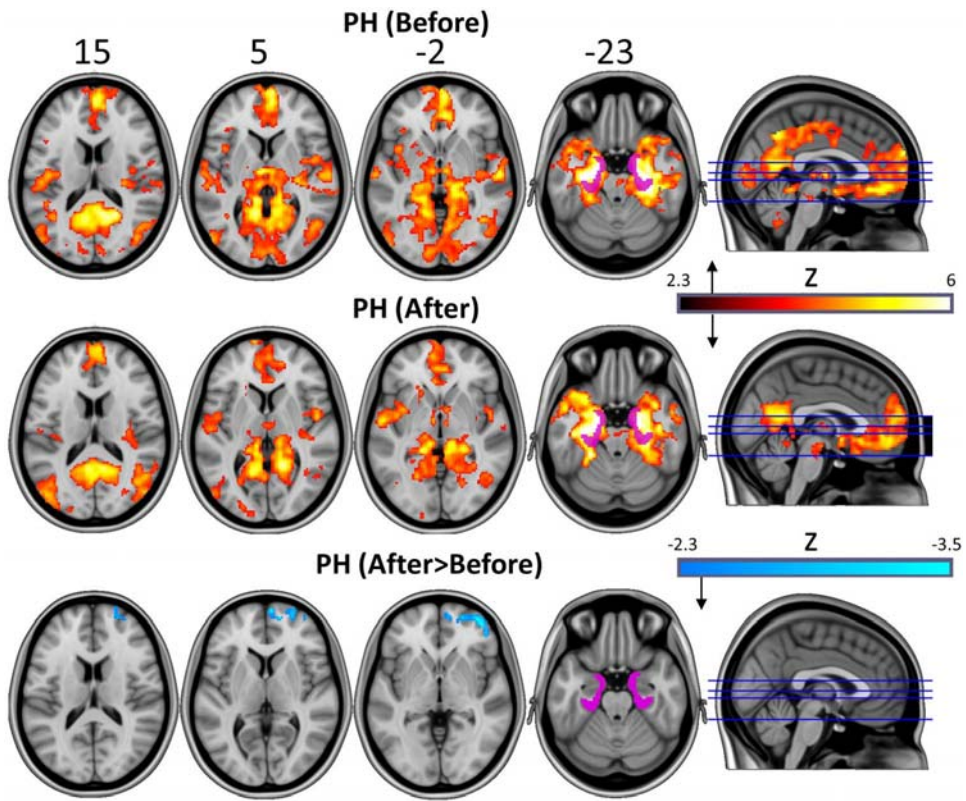 PH (Before)
15 5 -2 -23
2.3 Z 6
PH (After)
-2.3 Z -3.5
PH (After>Before)